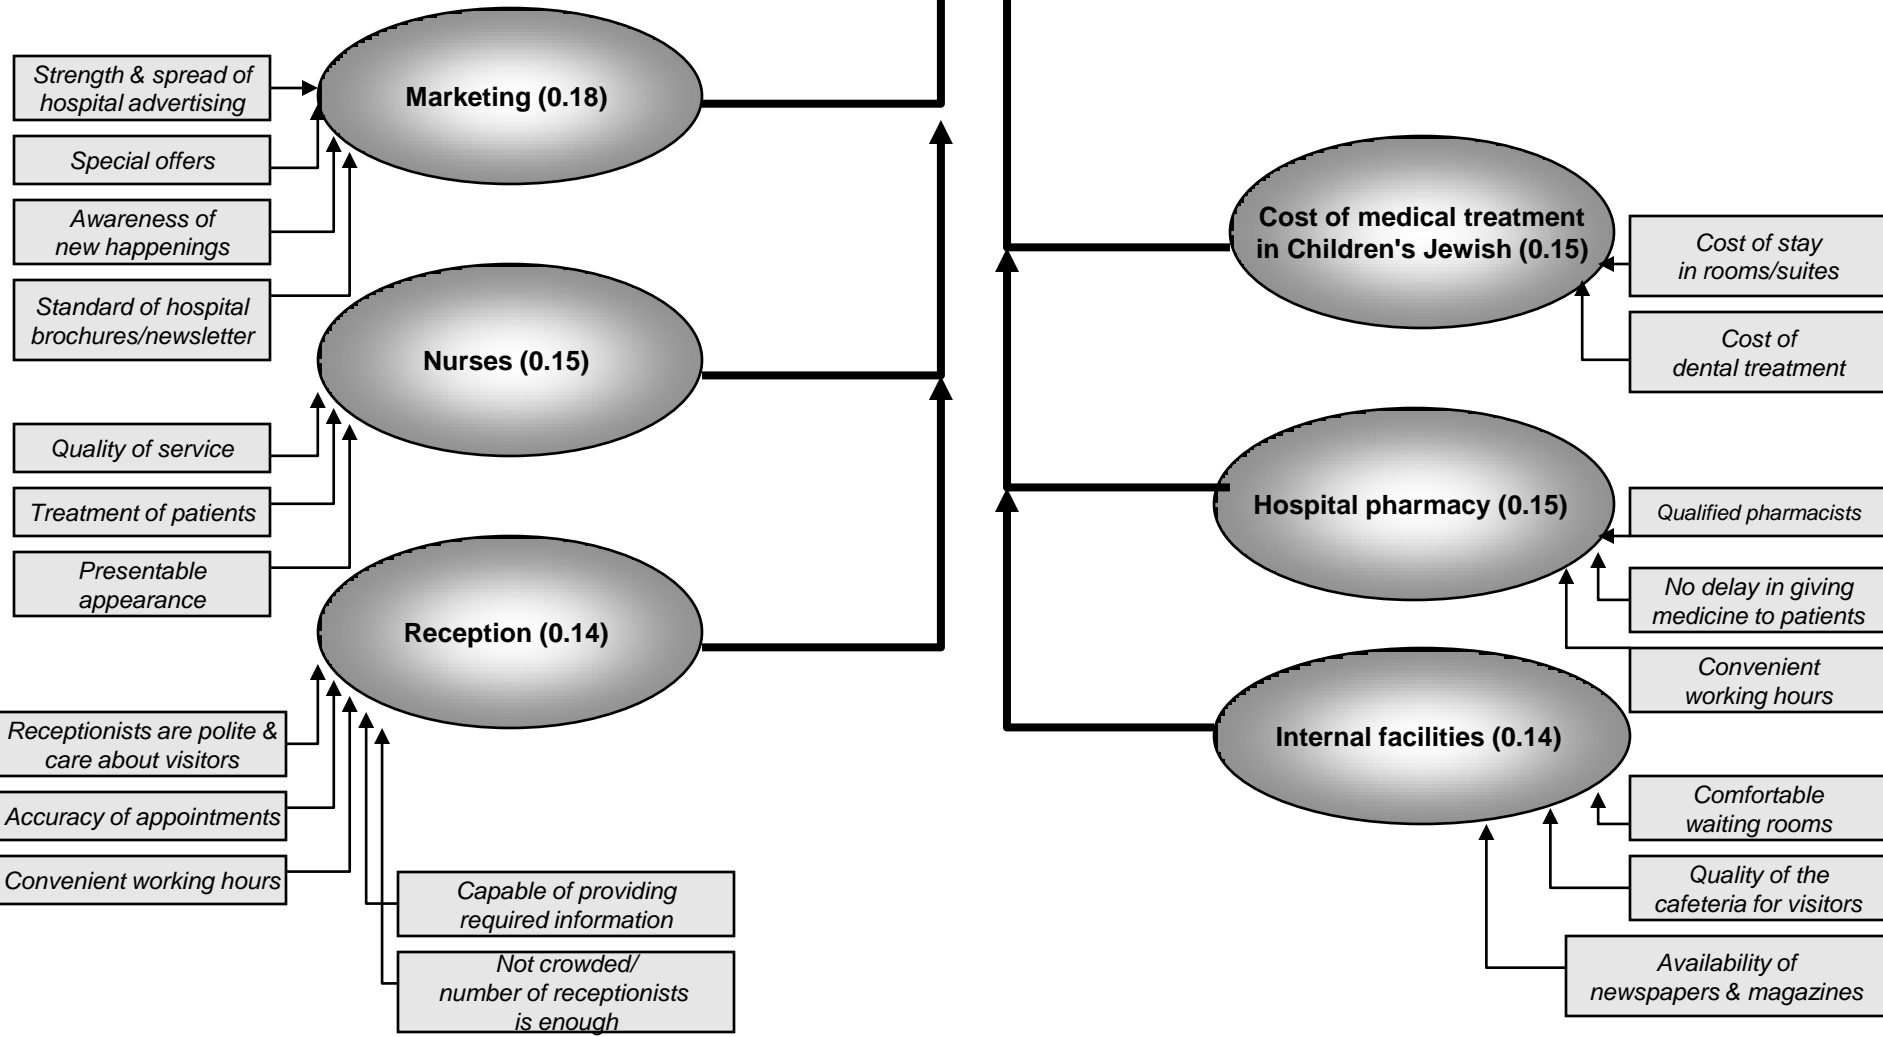 Strength & spread of
hospital advertising
Special offers
Awareness of
new happenings
Standard of hospital
brochures/newsletter
Marketing (0.18)
Quality of service
Treatment of patients
Presentable
appearance
Nurses (0.15)
Receptionists are polite &
care about visitors
Accuracy of appointments
Convenient working hours
Reception (0.14)
Capable of providing
required information
Not crowded/
number of receptionists
is enough
Cost of medical treatment
in Children's Jewish (0.15)
Cost of stay
in rooms/suites
Cost of
dental treatment
Hospital pharmacy (0.15)
Qualified pharmacists
No delay in giving
medicine to patients
Convenient
working hours
Internal facilities (0.14)
Comfortable
waiting rooms
Quality of the
cafeteria for visitors
Availability of
newspapers & magazines